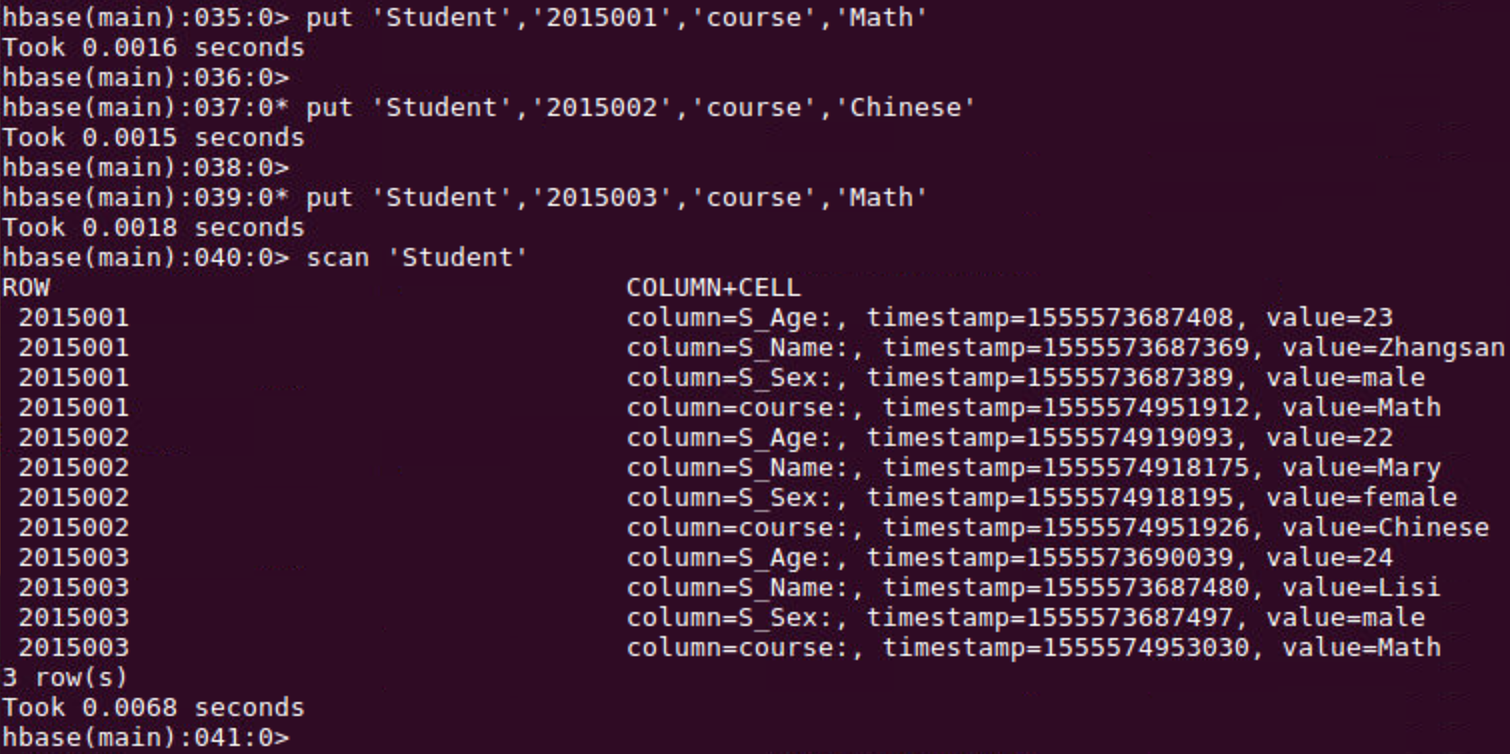 hbase(main):035:0> put 'Student','2015001','course','Math'
Took 0.0016 seconds
hbase(main):036:0>
hbase(main):037:0* put 'Student','2015002','course','Chinese'
Took 0.0015 seconds
hbase(main):038:0>
hbase(main):039:0* put 'Student','2015003','course','Math'
Took 0.0018 seconds
hbase(main):040:0> scan 'Student'
ROW                                    COLUMN+CELL
 2015001                               column=S_Age:, timestamp=1555573687408, value=23
 2015001                               column=S_Name:, timestamp=1555573687369, value=Zhangsan
 2015001                               column=S_Sex:, timestamp=1555573687389, value=male
 2015001                               column=course:, timestamp=1555574951912, value=Math
 2015002                               column=S_Age:, timestamp=1555574919093, value=22
 2015002                               column=S_Name:, timestamp=1555574918175, value=Mary
 2015002                               column=S_Sex:, timestamp=1555574918195, value=female
 2015002                               column=course:, timestamp=1555574951926, value=Chinese
 2015003                               column=S_Age:, timestamp=1555573690039, value=24
 2015003                               column=S_Name:, timestamp=1555573687480, value=Lisi
 2015003                               column=S_Sex:, timestamp=1555573687497, value=male
 2015003                               column=course:, timestamp=1555574953030, value=Math
3 row(s)
Took 0.0068 seconds
hbase(main):041:0>